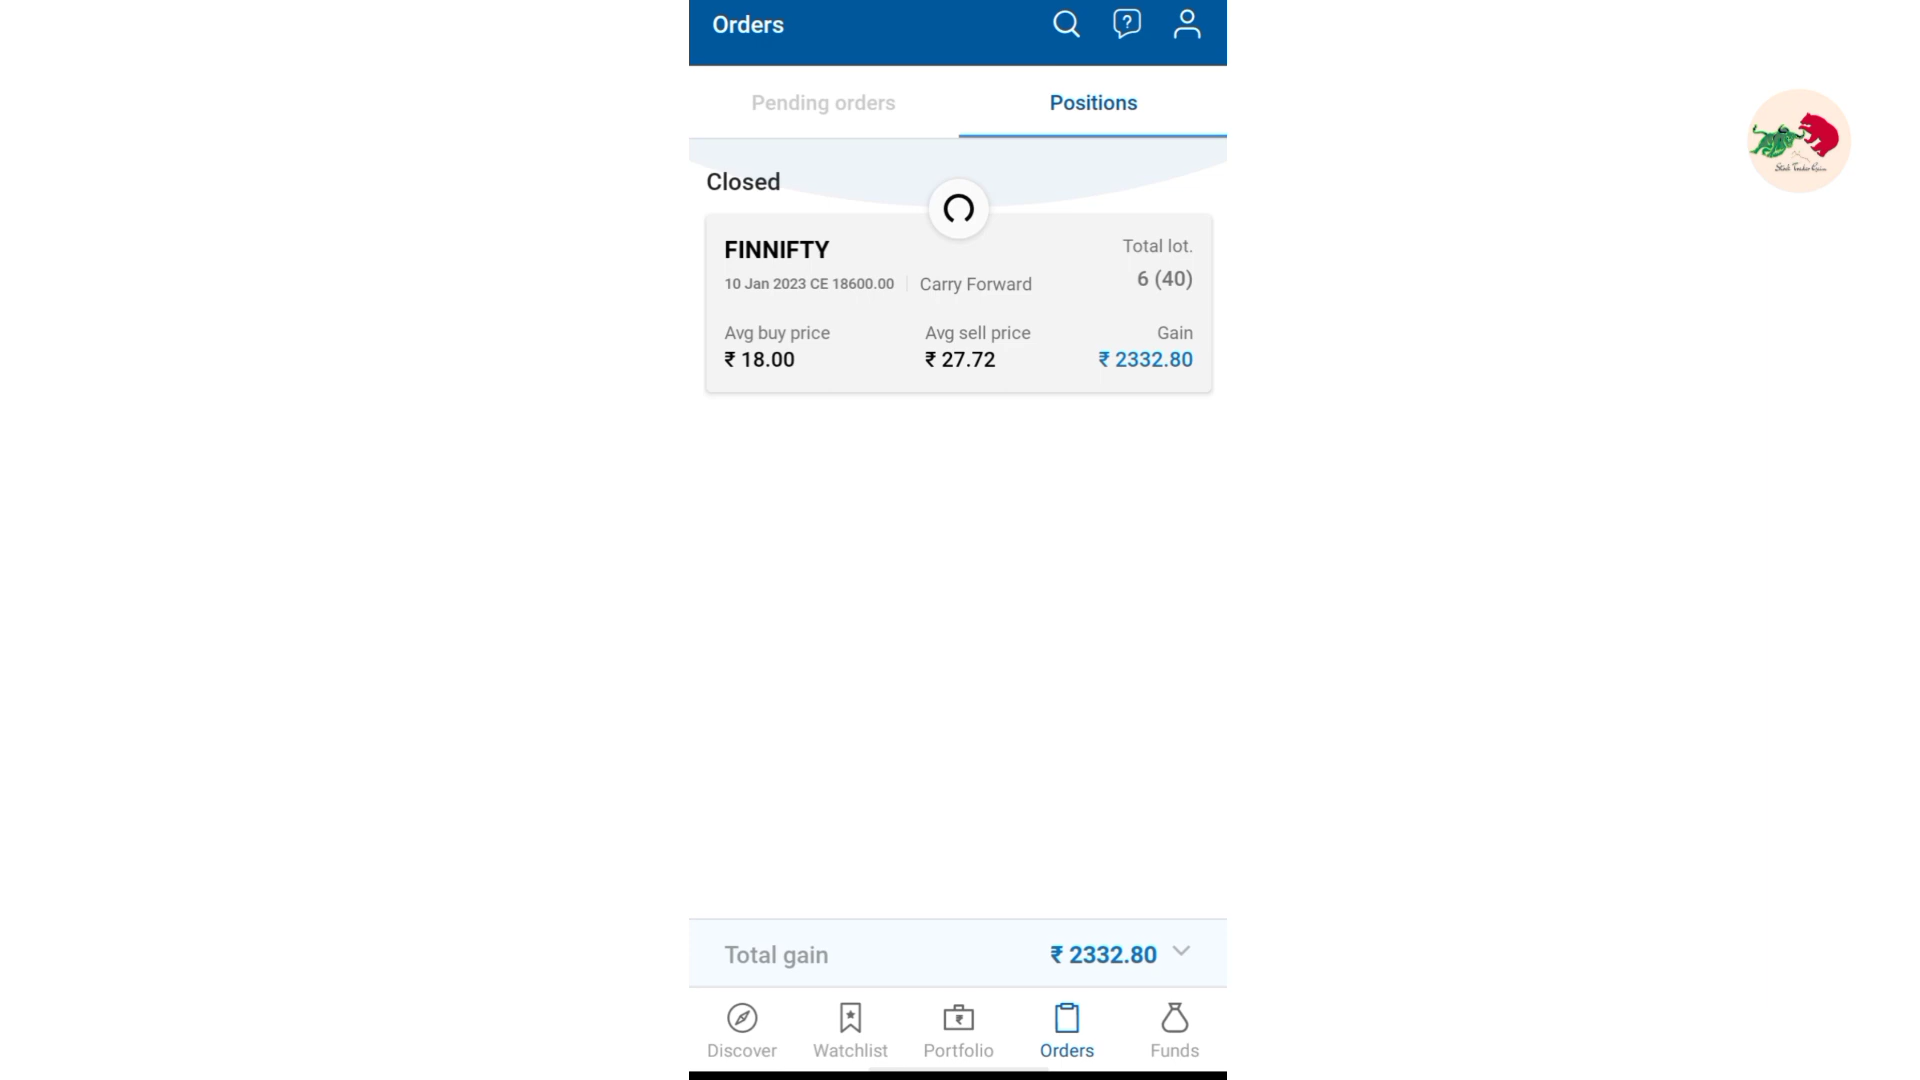 Orders
Pending orders
Positions
Closed
FINNIFTY
Total lot.
10 Jan 2023 CE 18600.00
Carry Forward
6 (40)
Avg buy price
Avg sell price
Gain
₹ 18.00
₹ 27.72
₹ 2332.80
Total gain
₹ 2332.80
Discover
Watchlist
Portfolio
Orders
Funds